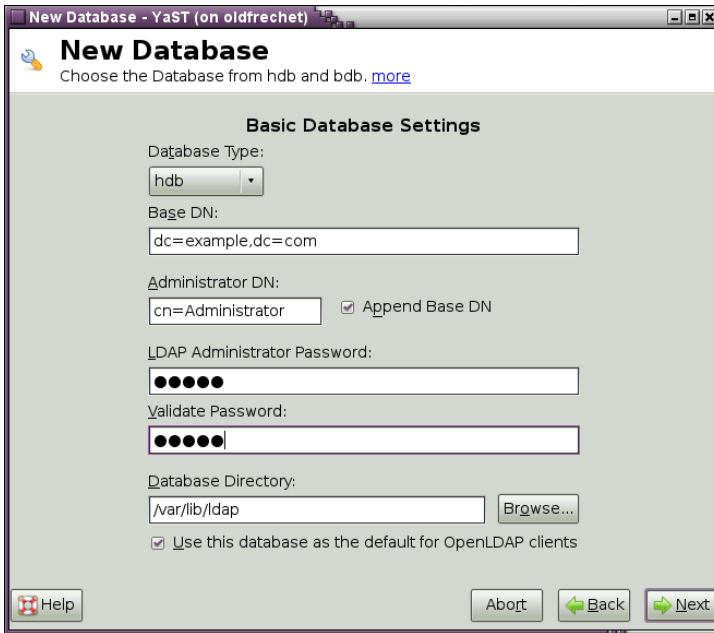 New Database - YaST (on oldfrechet)
New Database
Choose the Database from hdb and bdb. more
Basic Database Settings
Database Type:
hdb
Base DN:
dc=example,dc=com
Administrator DN:
cn=Administrator
Append Base DN
LDAP Administrator Password:
●●●●●
Validate Password:
●●●●●
Database Directory:
/var/lib/ldap
Browse...
Use this database as the default for OpenLDAP clients
Help
Abort
Back
Next